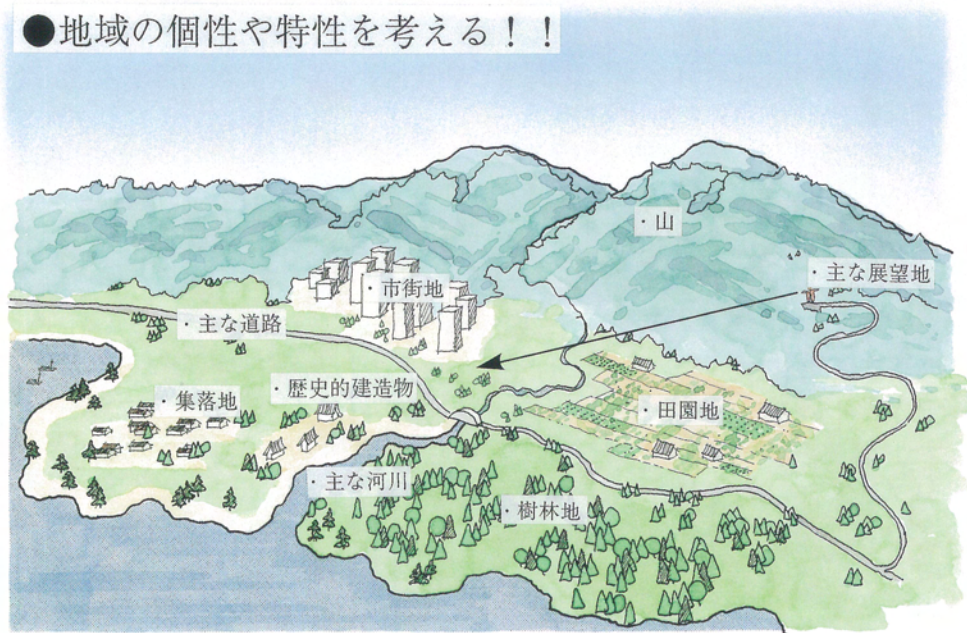 ●地域の個性や特性を考える！！
・山
・主な展望地
・市街地
・主な道路
・歴史的建造物
・集落地
・田園地
・主な河川
・樹林地